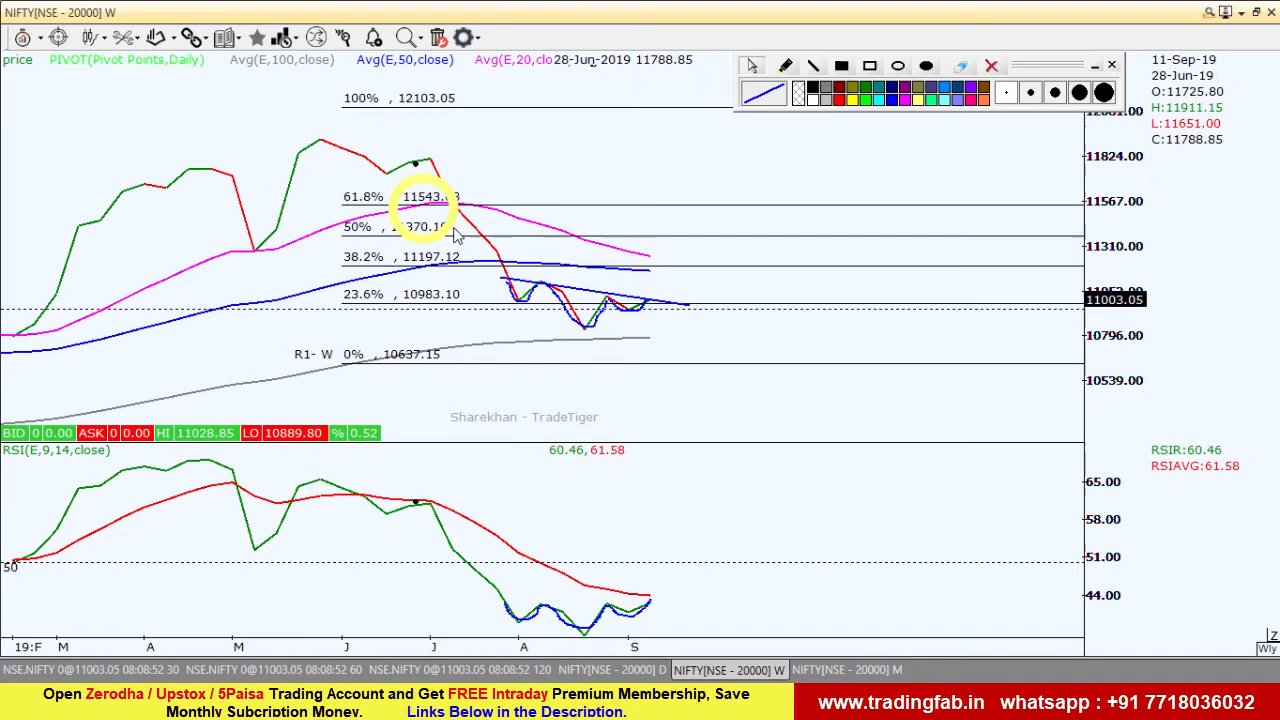 NIFTY[NSE - 20000] W
price PIVOT(Pivot Points,Daily) Avg(E,100,close) Avg(E,50,close) Avg(E,20,clo 28-Jun-2019 11788.85
11-Sep-19
28-Jun-19
O:11725.80
H:11911.15
L:11651.00
C:11788.85
100% , 12103.05
61.8% , 11543.
50% ,
38.2% , 11197.12
23.6% , 10983.10
R1- W 0% , 10637.15
11824.00
11567.00
11310.00
11003.05
10796.00
10539.00
Sharekhan - TradeTiger
BID 0 0.00 ASK 0 0.00 HI 11028.85 LO 10889.80 % 0.52
RSI(E,9,14,close) 60.46,61.58
RSIR:60.46
RSIAVG:61.58
65.00
58.00
51.00
50
44.00
19:F M A M J J A S
Z
Wly
NSE.NIFTY 0@11003.05 08:08:52 30 NSE.NIFTY 0@11003.05 08:08:52 60 NSE.NIFTY 0@11003.05 08:08:52 120 NIFTY[NSE - 20000] D NIFTY[NSE - 20000] W NIFTY[NSE - 20000] M
Open Zerodha / Upstox / 5Paisa Trading Account and Get FREE Intraday Premium Membership, Save
Monthly Subcription Money. Links Below in the Description.
www.tradingfab.in whatsapp : +91 7718036032